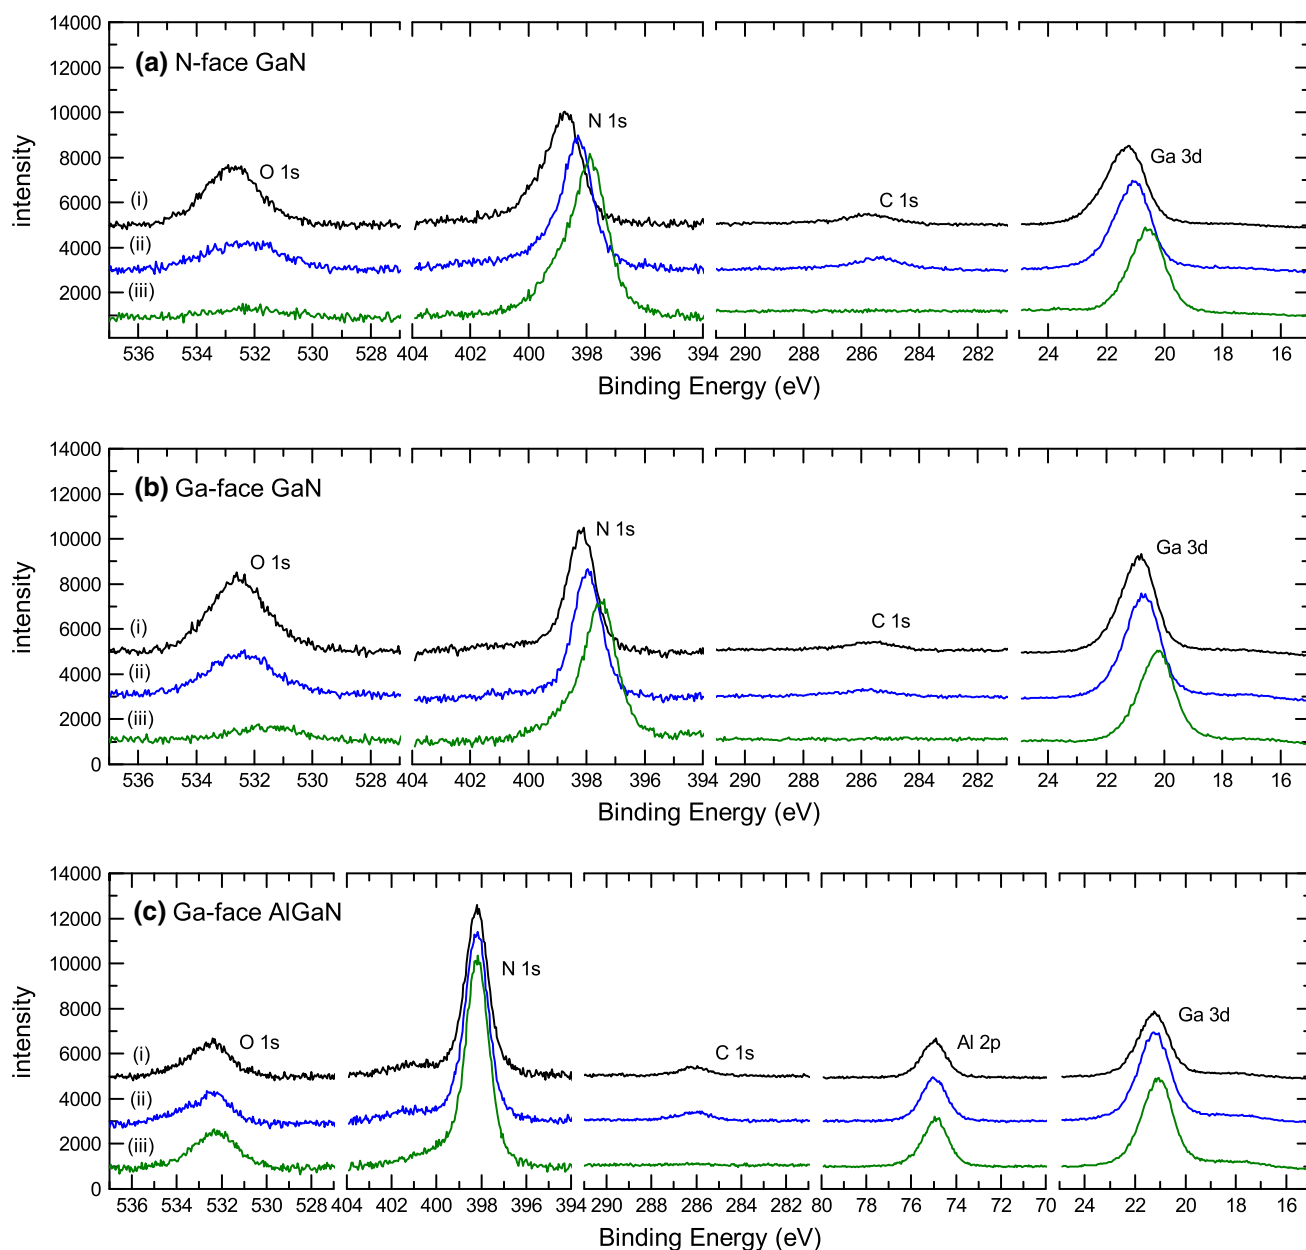 14000
12000
10000
8000
6000
4000
2000
intensity
(a) N-face GaN
O 1s
N 1s
C 1s
Ga 3d
(i)
(ii)
(iii)
536 534 532 530 528 404 402 400 398 396 394 290 288 286 284 282 24 22 20 18 16
Binding Energy (eV)
14000
12000
10000
8000
6000
4000
2000
0
intensity
(b) Ga-face GaN
O 1s
N 1s
C 1s
Ga 3d
(i)
(ii)
(iii)
536 534 532 530 528 404 402 400 398 396 394 290 288 286 284 282 24 22 20 18 16
Binding Energy (eV)
14000
12000
10000
8000
6000
4000
2000
0
intensity
(c) Ga-face AlGaN
O 1s
N 1s
C 1s
Al 2p
Ga 3d
(i)
(ii)
(iii)
536 534 532 530 528 404 402 400 398 396 394 290 288 286 284 282 80 78 76 74 72 70 24 22 20 18 16
Binding Energy (eV)